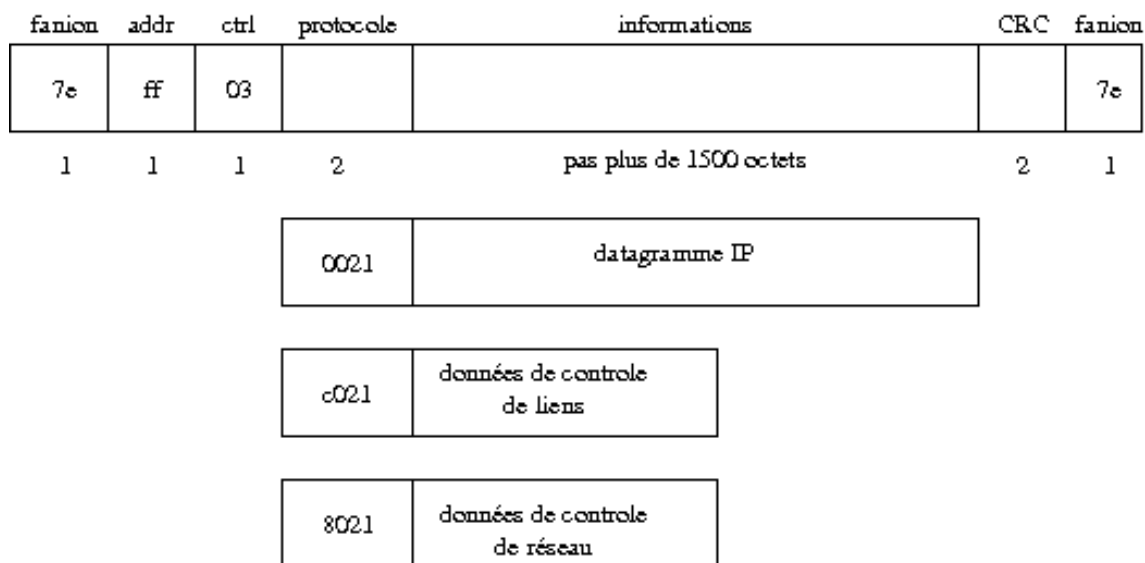 fanion addr ctrl protocole informations CRC fanion
7e ff 03 7e
1 1 1 2 pas plus de 1500 octets 2 1
0021 datagramme IP
c021 données de controle
de liens
8021 données de controle
de réseau